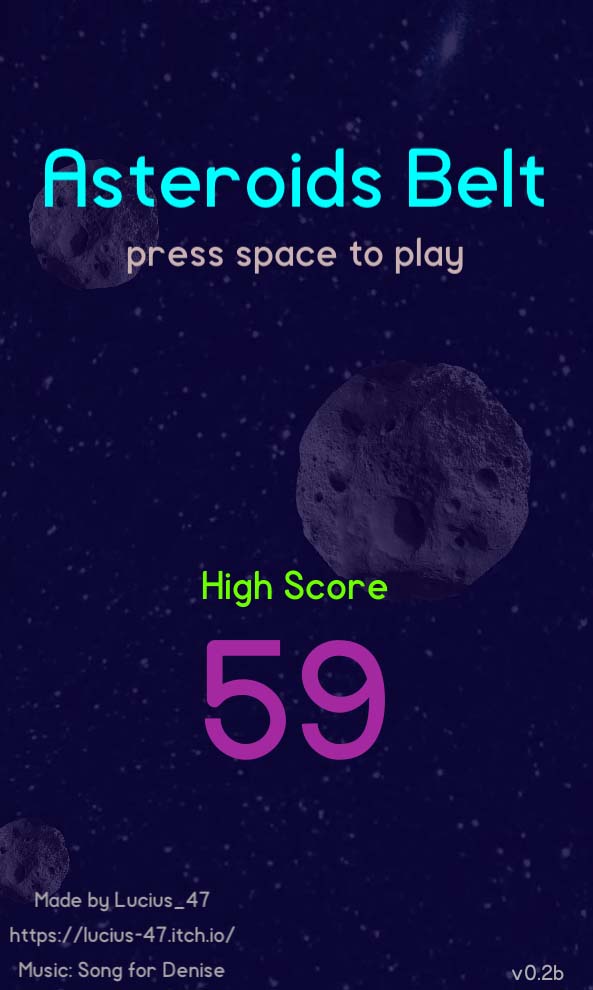 Asteroids Belt
press space to play
High Score
59
Made by Lucius_47
https://lucius-47.itch.io/
Music: Song for Denise
v0.2b